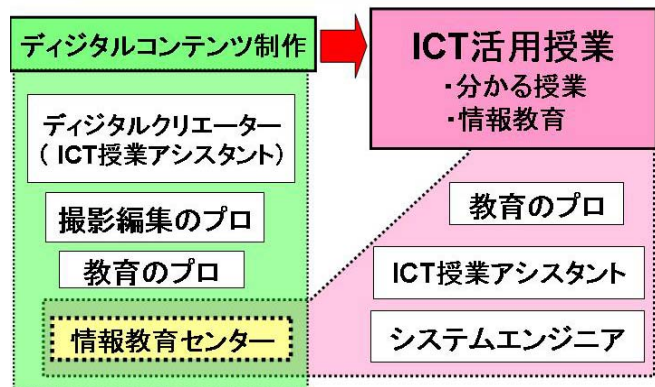 ディジタルコンテンツ制作
ディジタルクリエーター
(ICT授業アシスタント)
撮影編集のプロ
教育のプロ
情報教育センター
ICT活用授業
・分かる授業
・情報教育
教育のプロ
ICT授業アシスタント
システムエンジニア